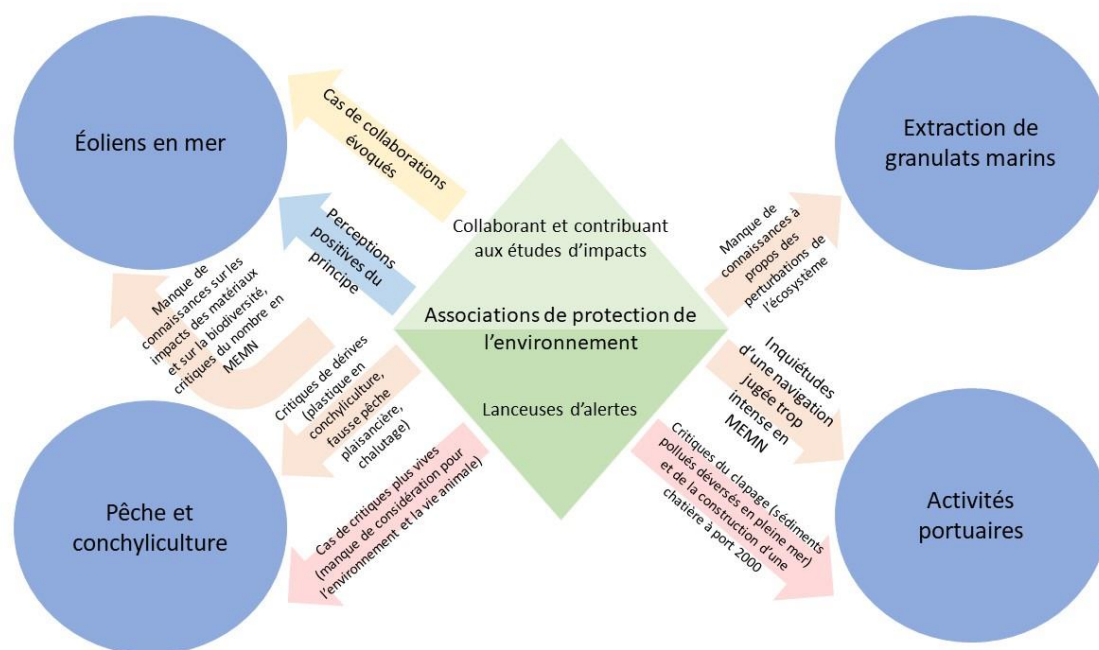 Éoliens en mer
Cas de collaborations
évoqués
Perceptions
positives du
principe
Manque de
connaissances sur les
impacts des matériaux
et sur la biodiversité,
critiques du nombre en
MEMN
Pêche et
conchyliculture
Critiques de dérives
(plastique en
conchyliculture,
fausse pêche
plaisancière,
chalutage)
Cas de critiques plus vives
(manque de considération pour
l’environnement et la vie animale)
Collaborant et contribuant
aux études d’impacts
Associations de protection de
l’environnement
Lanceuses d’alertes
Extraction de
granulats marins
Manque de
connaissances à
propos des
perturbations de
l’écosystème
Inquiétudes
d’une navigation
jugée trop
intense en
MEMN
Critiques du clapage (sédiments
pollués déversés en pleine mer)
et de la construction d’une
chatière à port 2000
Activités
portuaires